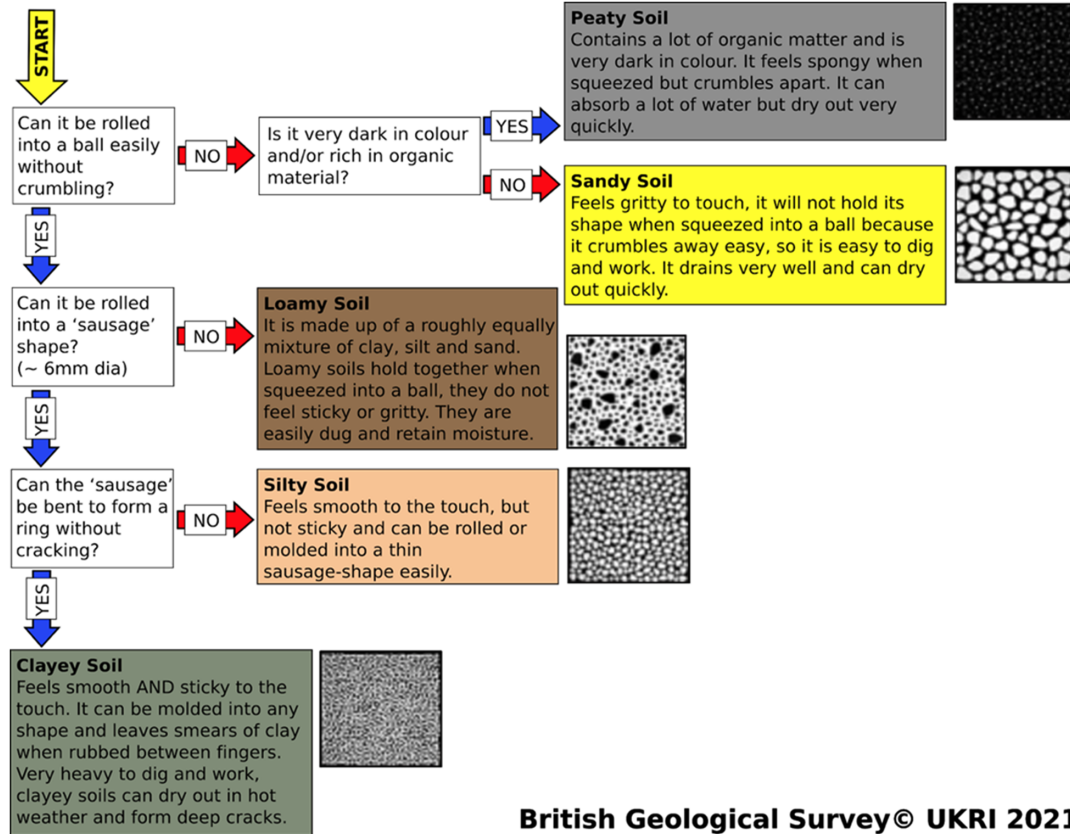 START
Can it be rolled
into a ball easily
without
crumbling?
NO
Is it very dark in colour
and/or rich in organic
material?
YES
Peaty Soil
Contains a lot of organic matter and is
very dark in colour. It feels spongy when
squeezed but crumbles apart. It can
absorb a lot of water but dry out very
quickly.
NO
Sandy Soil
Feels gritty to touch, it will not hold its
shape when squeezed into a ball because
it crumbles away easy, so it is easy to dig
and work. It drains very well and can dry
out quickly.
YES
Can it be rolled
into a ‘sausage’
shape?
(~ 6mm dia)
NO
Loamy Soil
It is made up of a roughly equally
mixture of clay, silt and sand.
Loamy soils hold together when
squeezed into a ball, they do not
feel sticky or gritty. They are
easily dug and retain moisture.
YES
Can the ‘sausage’
be bent to form a
ring without
cracking?
NO
Silty Soil
Feels smooth to the touch, but
not sticky and can be rolled or
molded into a thin
sausage-shape easily.
YES
Clayey Soil
Feels smooth AND sticky to the
touch. It can be molded into any
shape and leaves smears of clay
when rubbed between fingers.
Very heavy to dig and work,
clayey soils can dry out in hot
weather and form deep cracks.
British Geological Survey© UKRI 2021